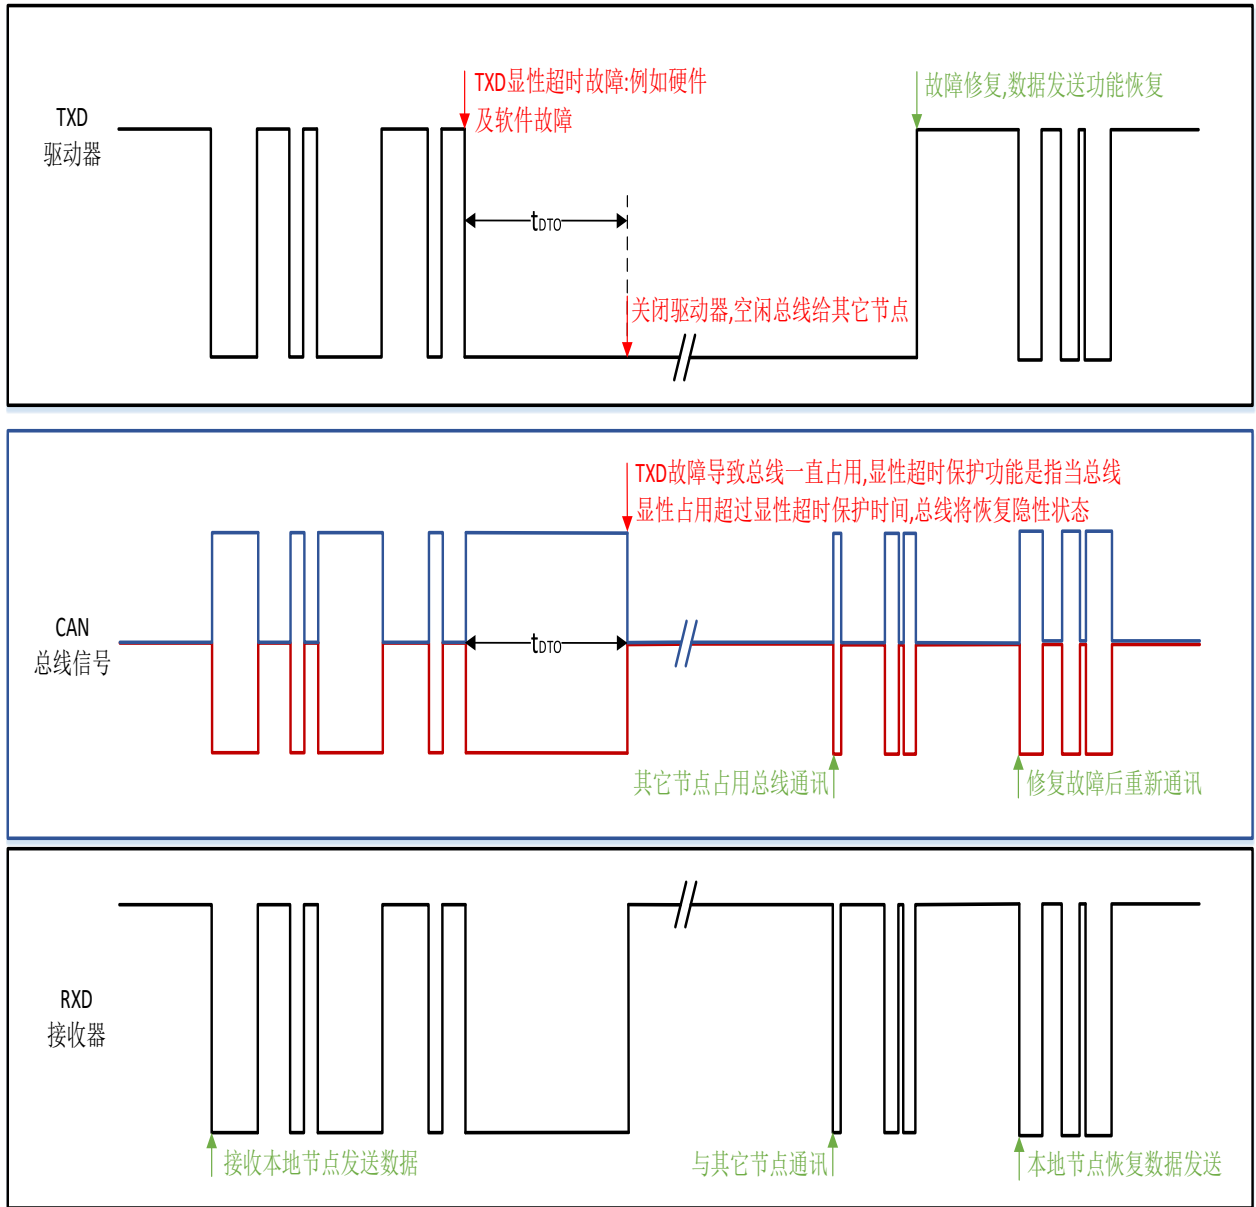 TXD显性超时故障:例如硬件
及软件故障
故障修复,数据发送功能恢复
TXD
驱动器
tDTO
关闭驱动器,空闲总线给其它节点
TXD故障导致总线一直占用,显性超时保护功能是指当总线
显性占用超过显性超时保护时间,总线将恢复隐性状态
CAN
总线信号
tDTO
其它节点占用总线通讯
修复故障后重新通讯
RXD
接收器
接收本地节点发送数据
与其它节点通讯
本地节点恢复数据发送